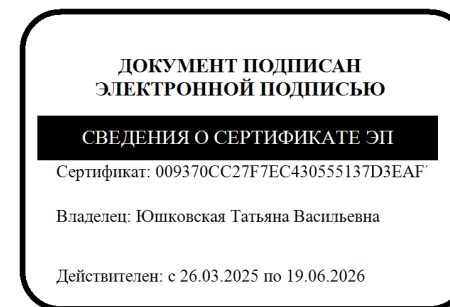 ДОКУМЕНТ ПОДПИСАН
ЭЛЕКТРОННОЙ ПОДПИСЬЮ
СВЕДЕНИЯ О СЕРТИФИКАТЕ ЭП
Сертификат: 009370CC27F7EC430555137D3EAF
Владелец: Юшковская Татьяна Васильевна
Действителен: с 26.03.2025 по 19.06.2026